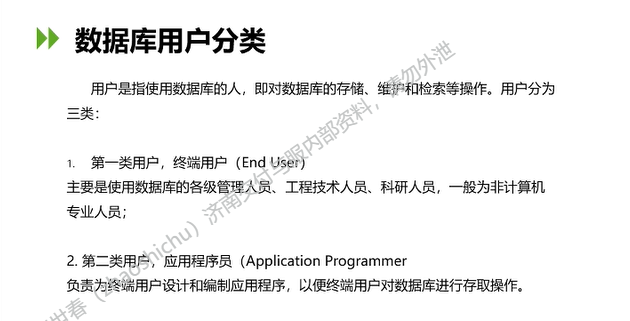 数据库用户分类
用户是指使用数据库的人，即对数据库的存储、维护和检索等操作。用户分为
三类：
1. 第一类用户，终端用户（End User）
主要是使用数据库的各级管理人员、工程技术人员、科研人员，一般为非计算机
专业人员；
2. 第二类用户，应用程序员（Application Programmer
负责为终端用户设计和编制应用程序，以便终端用户对数据库进行存取操作。
（shaoshichu）济南交付与服内部资料，请勿外泄